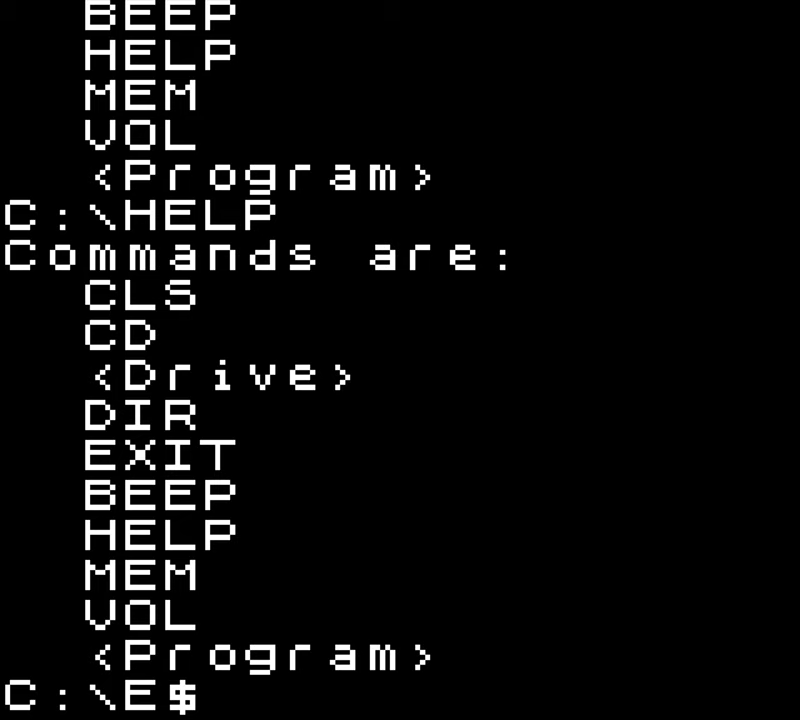 BEEP
HELP
MEM
VOL
<Program>
C:\HELP
Commands are:
CLS
CD
<Drive>
DIR
EXIT
BEEP
HELP
MEM
VOL
<Program>
C:\E$